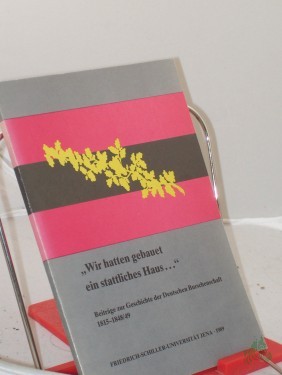 „Wir hatten gebauet
ein stattliches Haus . . .“
Beiträge zur Geschichte der Deutschen Burschenschaft
1815–1848/49
FRIEDRICH-SCHILLER-UNIVERSITÄT JENA · 1989